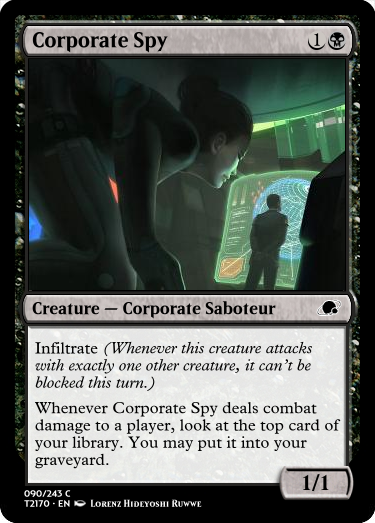 Corporate Spy 1
Creature — Corporate Saboteur
Infiltrate (Whenever this creature attacks
with exactly one other creature, it can't be
blocked this turn.)
Whenever Corporate Spy deals combat
damage to a player, look at the top card of
your library. You may put it into your
graveyard.
1/1
090/243 C
T2170 · EN Lorenz Hideyoshi Ruwwe